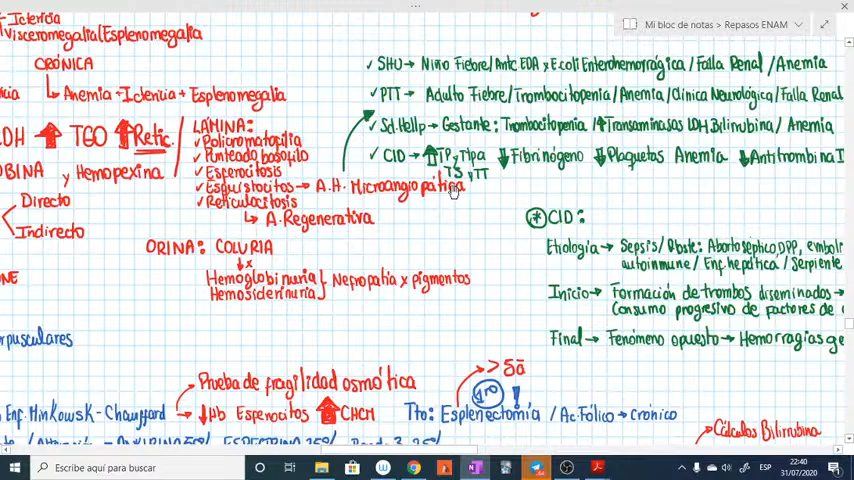 Mi bloc de notas > Repasos ENAM
Ictericia
Visceromegalia (Esplenomegalia)
CRÓNICA
Anemia - Ictericia + Esplenomegalia
LDH TGO Retic.
y Hemopexina
Directo
Indirecto
LÁMINA:
✓ Policromatofilia
✓ Punteado basófilo
✓ Esferocitosis
✓ Esquistocitos → A.H. Microangiopática
✓ Reticulocitosis
A. Regenerativa
ORINA: COLURIA
Hemoglobinuria
Hemosiderinuria
Nefropatía x pigmentos
✓ SHU → Niño Fiebre/Antc. EDA y E.coli Enterohemorrágica / Falla Renal / Anemia
✓ PTT → Adulto Fiebre/Trombocitopenia/Anemia/Clínica Neurológica/Falla Renal
✓ Sd. Hellp → Gestante: Trombocitopenia / ↑ Transaminasas LDH Bilirrubina / Anemia
✓ CID → TP y TTpa Fibrinógeno Plaquetas Anemia Antitrombina
TS, TT
* CID:
Etiología → Sepsis/Obste: Aborto séptico DPP,
autoinmune / Enf. hepática / Serpiente
Inicio → Formación de trombos diseminados →
Consumo progresivo de factores de
Final → Fenómeno opuesto → Hemorragias
Prueba de fragilidad osmótica
Enf. Minkowsk-Chauffard → ↓Hb Esferocitos CHCM
> 5a
1ro !
Tto: Esplenectomía / Ac. Fólico → Crónico
Cálculos Bilirrubina
Escribe aquí para buscar
ESP
22:40
31/07/2020